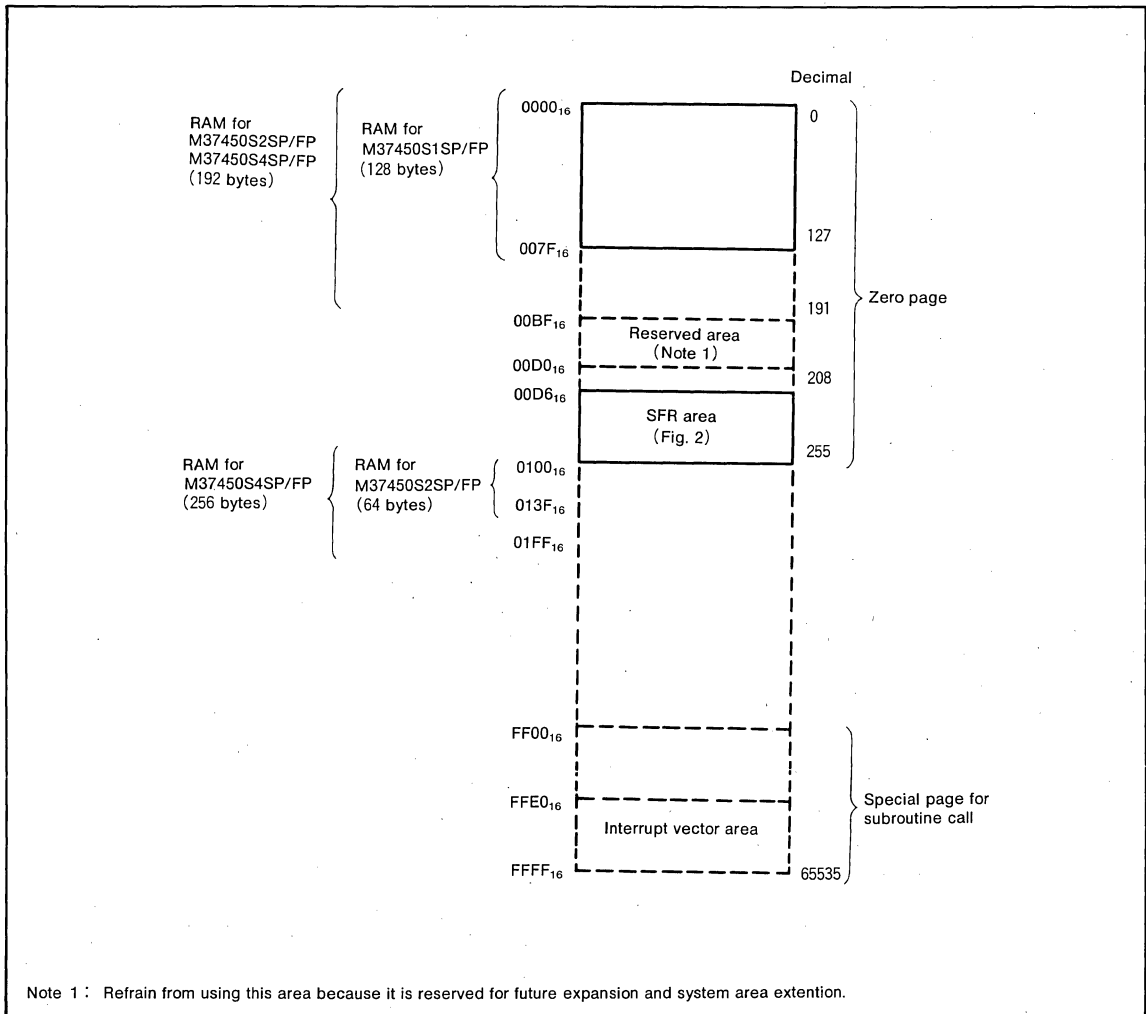 Decimal
RAM for
M37450S2SP/FP
M37450S4SP/FP
(192 bytes)
RAM for
M37450S1SP/FP
(128 bytes)
0000₁₆
0
127
007F₁₆
191
Zero page
00BF₁₆
Reserved area
(Note 1)
00D0₁₆
208
00D6₁₆
SFR area
(Fig. 2)
255
RAM for
M37450S4SP/FP
(256 bytes)
RAM for
M37450S2SP/FP
(64 bytes)
0100₁₆
013F₁₆
01FF₁₆
FF00₁₆
FFE0₁₆
Special page for
subroutine call
Interrupt vector area
FFFF₁₆
65535
Note 1 : Refrain from using this area because it is reserved for future expansion and system area extention.